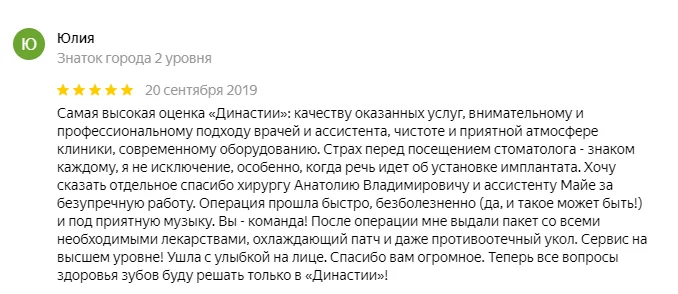 Ю
Юлия
Знаток города 2 уровня
20 сентября 2019
Самая высокая оценка «Династии»: качеству оказанных услуг, внимательному и
профессиональному подходу врачей и ассистента, чистоте и приятной атмосфере
клиники, современному оборудованию. Страх перед посещением стоматолога - знаком
каждому, я не исключение, особенно, когда речь идет об установке имплантата. Хочу
сказать отдельное спасибо хирургу Анатолию Владимировичу и ассистенту Майе за
безупречную работу. Операция прошла быстро, безболезненно (да, и такое может быть!)
и под приятную музыку. Вы - команда! После операции мне выдали пакет со всеми
необходимыми лекарствами, охлаждающий патч и даже противоотечный укол. Сервис на
высшем уровне! Ушла с улыбкой на лице. Спасибо вам огромное. Теперь все вопросы
здоровья зубов буду решать только в «Династии»!